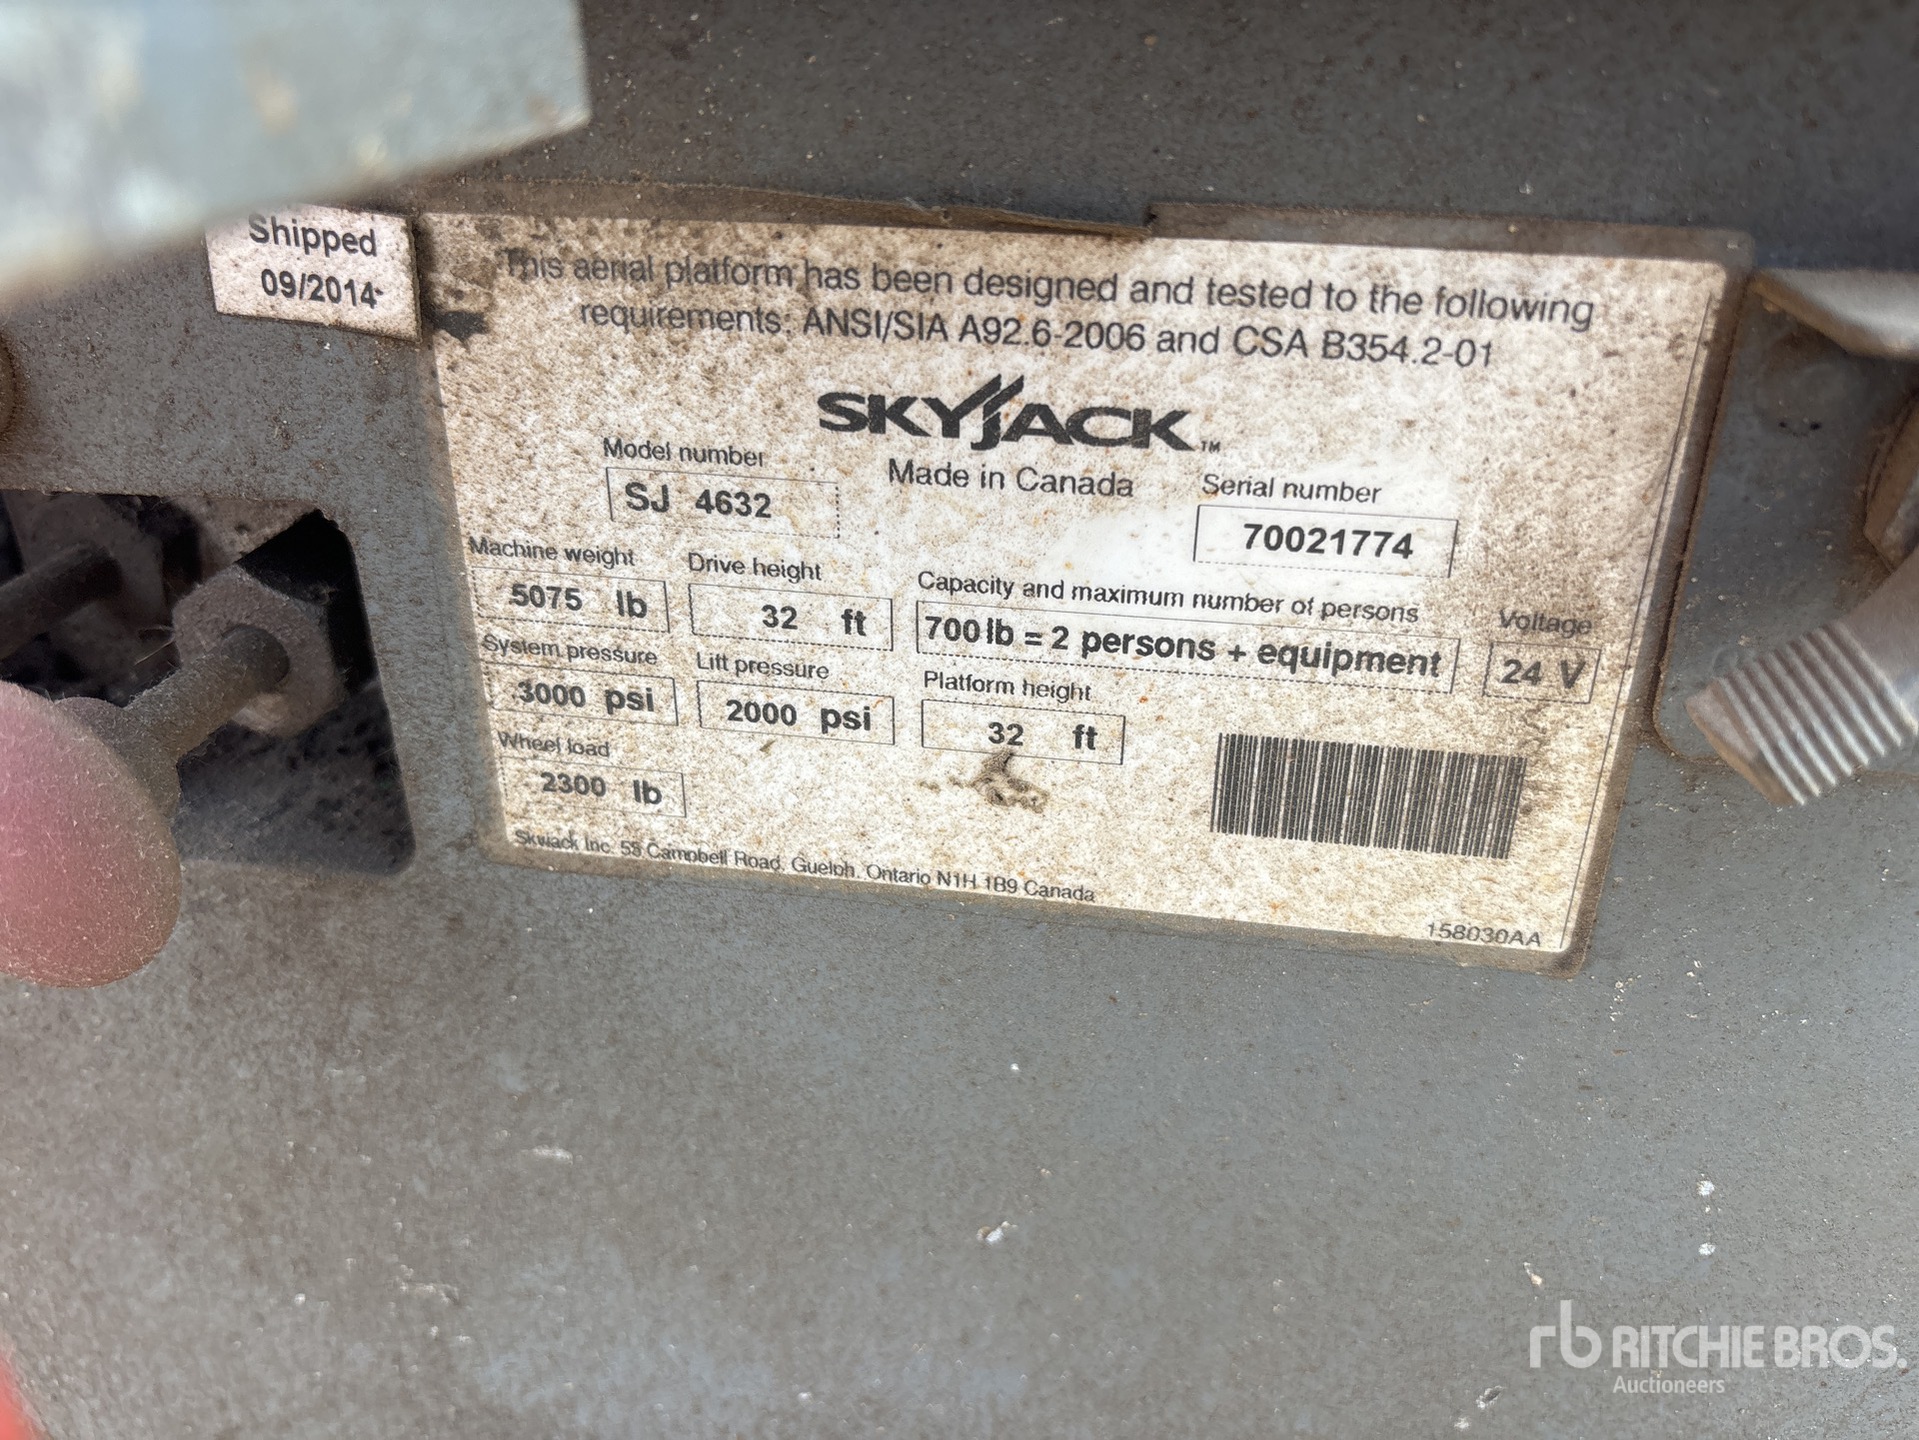 Shipped
09/2014
This aerial platform has been designed and tested to the following
requirements: ANSI/SIA A92.6-2006 and CSA B354.2-01
SKYJACK™
Made in Canada
Model number
SJ 4632
Serial number
70021774
Machine weight
5075 lb
Drive height
32 ft
Capacity and maximum number of persons
700 lb = 2 persons + equipment
Voltage
24 V
System pressure
3000 psi
Lift pressure
2000 psi
Platform height
32 ft
Wheel load
2300 lb
Skyjack Inc. 55 Campbell Road, Guelph, Ontario N1H 1B9 Canada
158030AA
rb RITCHIE BROS.
Auctioneers